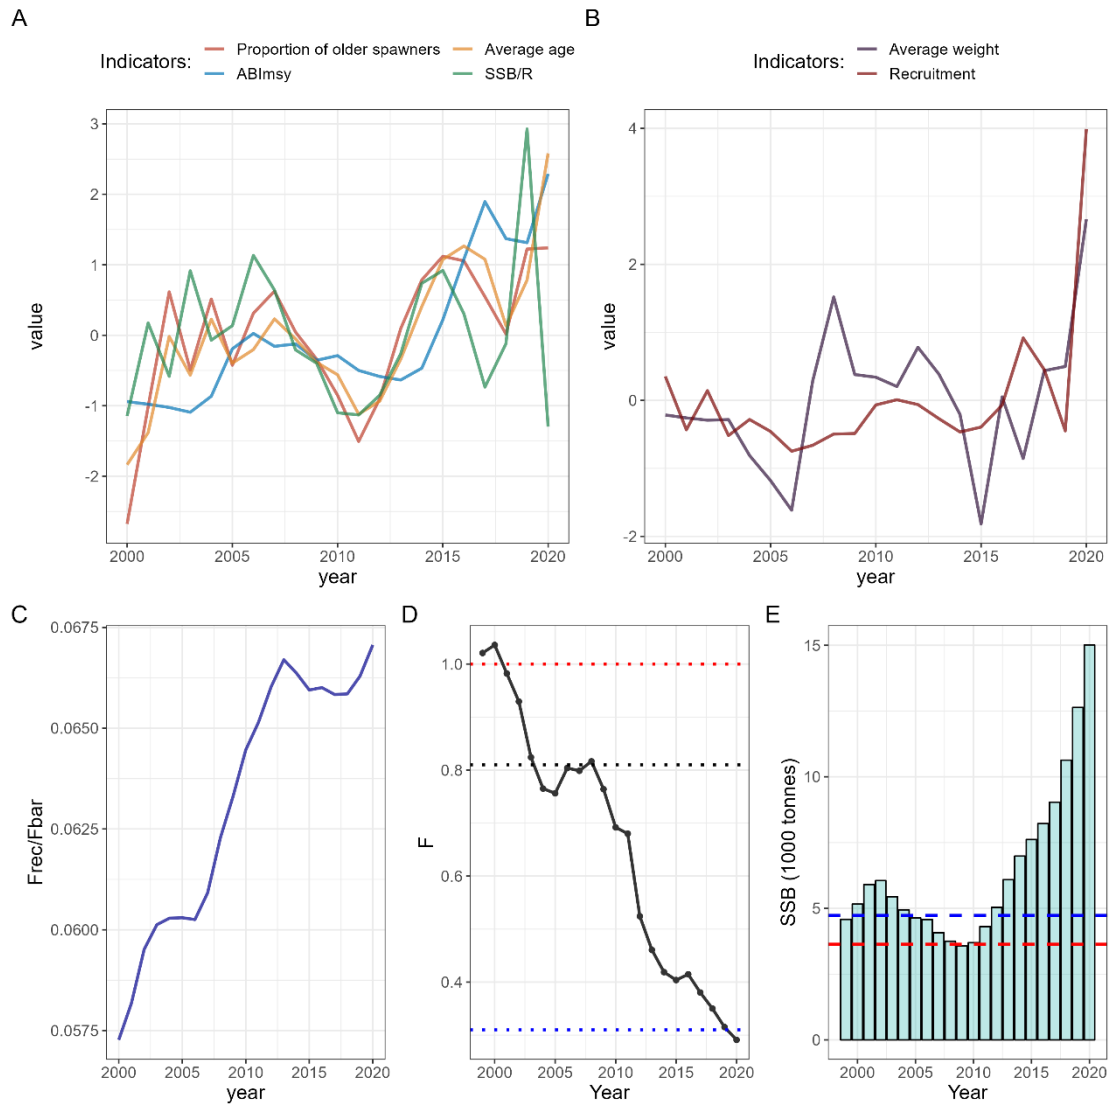 A
Indicators:
Proportion of older spawners
Average age
ABImsy
SSB/R
value
3
2
1
0
-1
-2
2000 2005 2010 2015 2020
year
B
Indicators:
Average weight
Recruitment
value
4
2
0
-2
2000 2005 2010 2015 2020
year
C
Frec/Fbar
0.0675
0.0650
0.0625
0.0600
0.0575
2000 2005 2010 2015 2020
year
D
F
1.0
0.8
0.6
0.4
2000 2005 2010 2015 2020
Year
E
SSB (1000 tonnes)
15
10
5
0
2000 2005 2010 2015 2020
Year